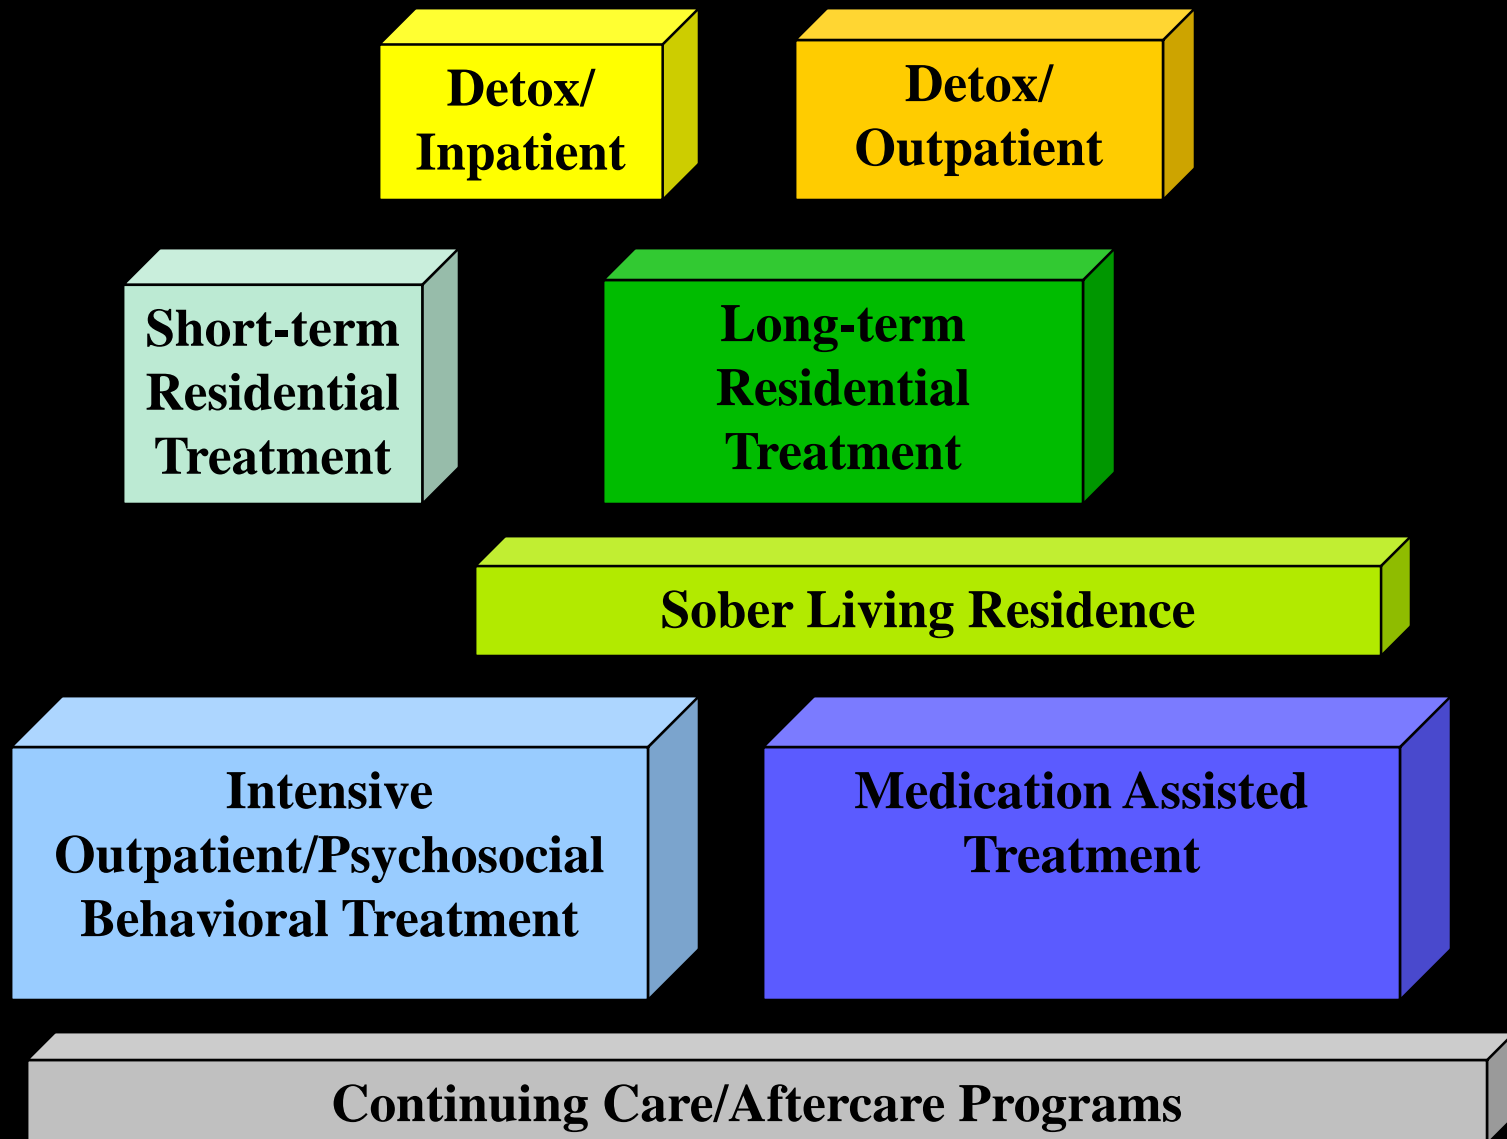 Detox/
Inpatient
Detox/
Outpatient
Short-term
Residential
Treatment
Long-term
Residential
Treatment
Sober Living Residence
Intensive
Outpatient/Psychosocial
Behavioral Treatment
Medication Assisted
Treatment
Continuing Care/Aftercare Programs